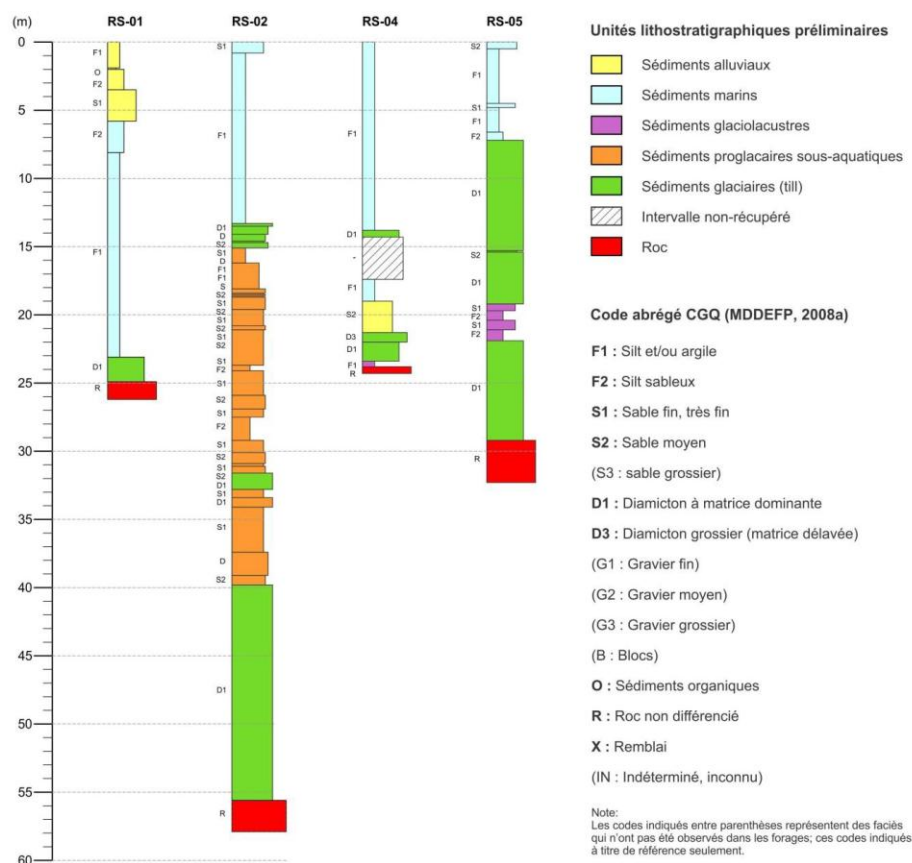 (m) RS-01 RS-02 RS-04 RS-05
0
5
10
15
20
25
30
35
40
45
50
55
60
F1
O
F2
S1
F2
F1
D1
R
S1
F1
D1
D
S2
S1
D
F1
F1
S
S2
S1
S2
S1
S2
S1
S2
S1
F2
S1
S2
S1
F2
S1
S2
S1
S2
D1
S1
D1
S1
D
S2
D1
R
F1
D1
-
F1
S2
D3
D1
F1
R
S2
F1
S1
F1
F2
D1
S2
D1
S1
F2
S1
F2
D1
R
Unités lithostratigraphiques préliminaires
Sédiments alluviaux
Sédiments marins
Sédiments glaciolacustres
Sédiments proglacaires sous-aquatiques
Sédiments glaciaires (till)
Intervalle non-récupéré
Roc
Code abrégé CGQ (MDDEFP, 2008a)
F1 : Silt et/ou argile
F2 : Silt sableux
S1 : Sable fin, très fin
S2 : Sable moyen
(S3 : sable grossier)
D1 : Diamicton à matrice dominante
D3 : Diamicton grossier (matrice délavée)
(G1 : Gravier fin)
(G2 : Gravier moyen)
(G3 : Gravier grossier)
(B : Blocs)
O : Sédiments organiques
R : Roc non différencié
X : Remblai
(IN : Indéterminé, inconnu)
Note:
Les codes indiqués entre parenthèses représentent des faciès
qui n'ont pas été observés dans les forages; ces codes indiqués
à titre de référence seulement.